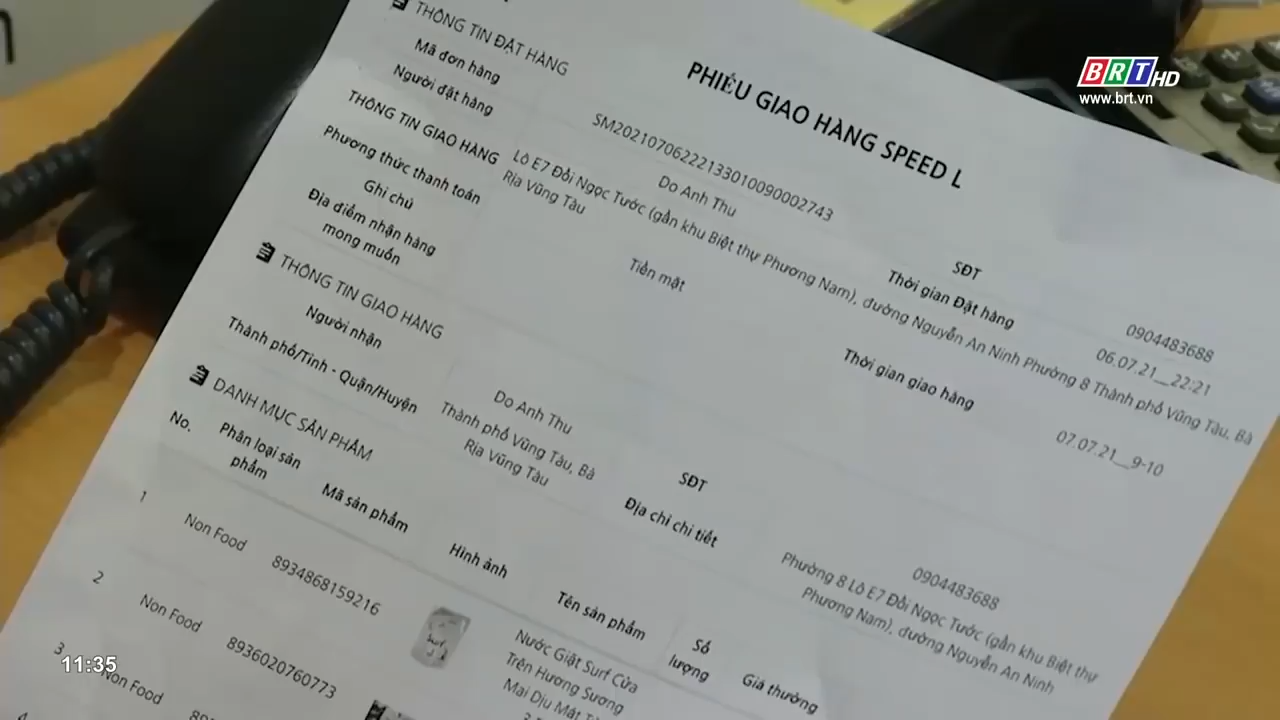 BRT HD
www.brt.vn
PHIẾU GIAO HÀNG SPEED L
THÔNG TIN ĐẶT HÀNG
Mã đơn hàng
SM20210706222133010090002743
SĐT
0904483688
Người đặt hàng
Do Anh Thu
Thời gian Đặt hàng
06.07.21__22:21
THÔNG TIN GIAO HÀNG
Lô E7 Đồi Ngọc Tước (gần khu Biệt thự Phương Nam), đường Nguyễn An Ninh Phường 8 Thành phố Vũng Tàu, Bà
Rịa Vũng Tàu
Phương thức thanh toán
Tiền mặt
Thời gian giao hàng
07.07.21__9-10
Ghi chú
Địa điểm nhận hàng
mong muốn
THÔNG TIN GIAO HÀNG
Người nhận
Do Anh Thu
SĐT
0904483688
Thành phố/Tỉnh - Quận/Huyện
Thành phố Vũng Tàu, Bà
Rịa Vũng Tàu
Địa chỉ chi tiết
Phường 8 Lô E7 Đồi Ngọc Tước (gần khu Biệt thự
Phương Nam), đường Nguyễn An Ninh
DANH MỤC SẢN PHẨM
No.
Phân loại sản
phẩm
Mã sản phẩm
Hình ảnh
Tên sản phẩm
Số
lượng
Giá thường
1
Non Food
8934868159216
Nước Giặt Surf Cửa
Trên Hương Sương
Mai Dịu Mát
2
Non Food
8936020760773
3
Non Food
11:35